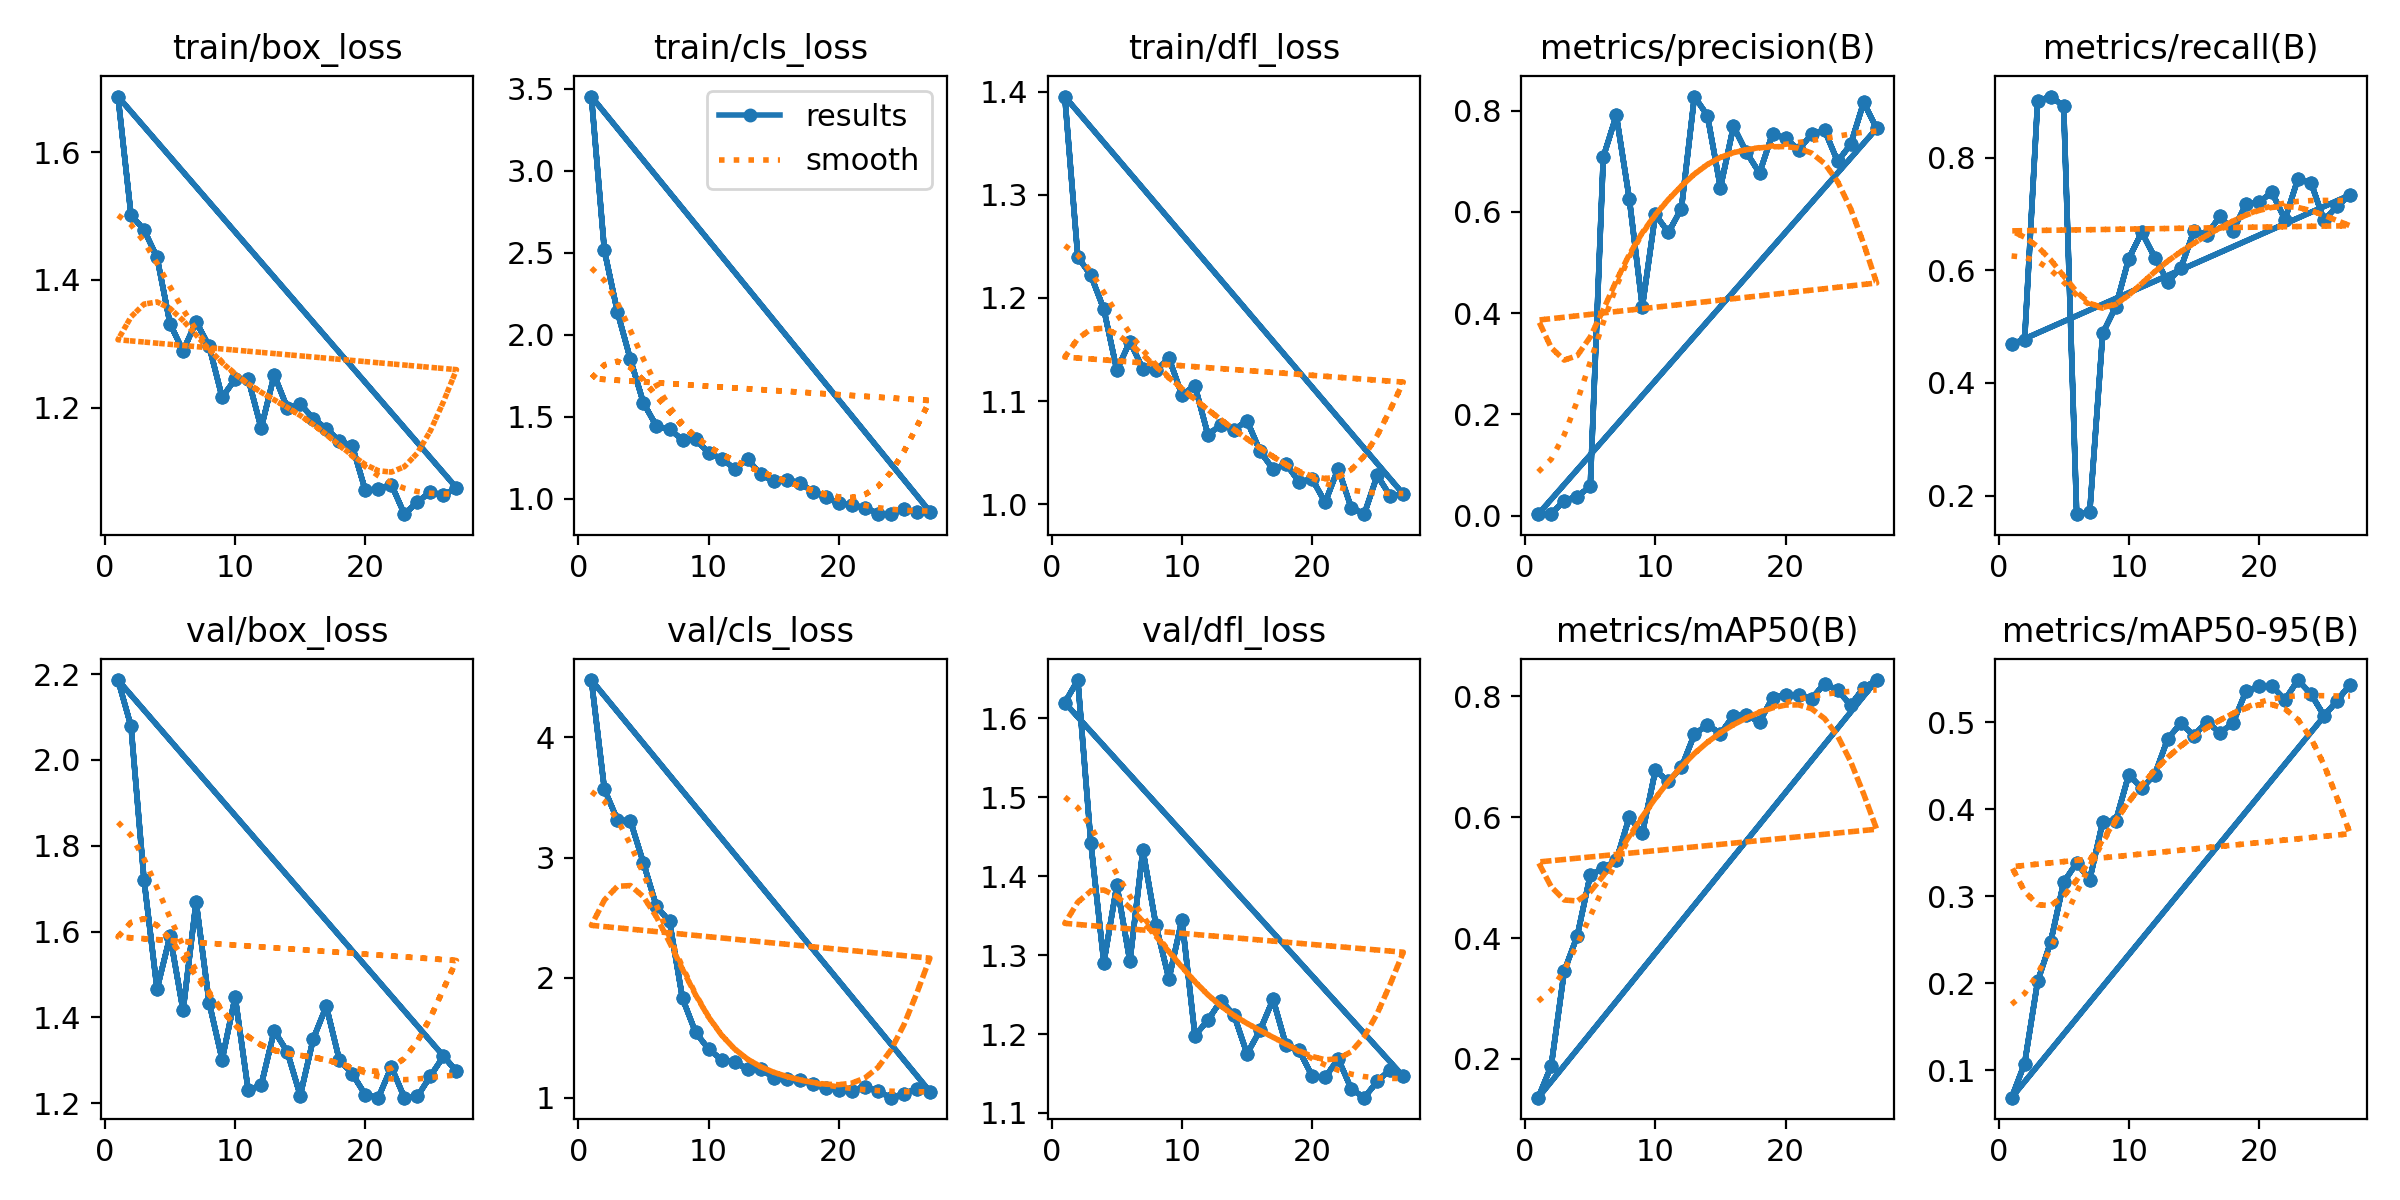 train/box_loss
1.6
1.4
1.2
0 10 20
train/cls_loss
3.5
3.0
2.5
2.0
1.5
1.0
0 10 20
results
smooth
train/dfl_loss
1.4
1.3
1.2
1.1
1.0
0 10 20
metrics/precision(B)
0.8
0.6
0.4
0.2
0.0
0 10 20
metrics/recall(B)
0.8
0.6
0.4
0.2
0 10 20
val/box_loss
2.2
2.0
1.8
1.6
1.4
1.2
0 10 20
val/cls_loss
4
3
2
1
0 10 20
val/dfl_loss
1.6
1.5
1.4
1.3
1.2
1.1
0 10 20
metrics/mAP50(B)
0.8
0.6
0.4
0.2
0 10 20
metrics/mAP50-95(B)
0.5
0.4
0.3
0.2
0.1
0 10 20